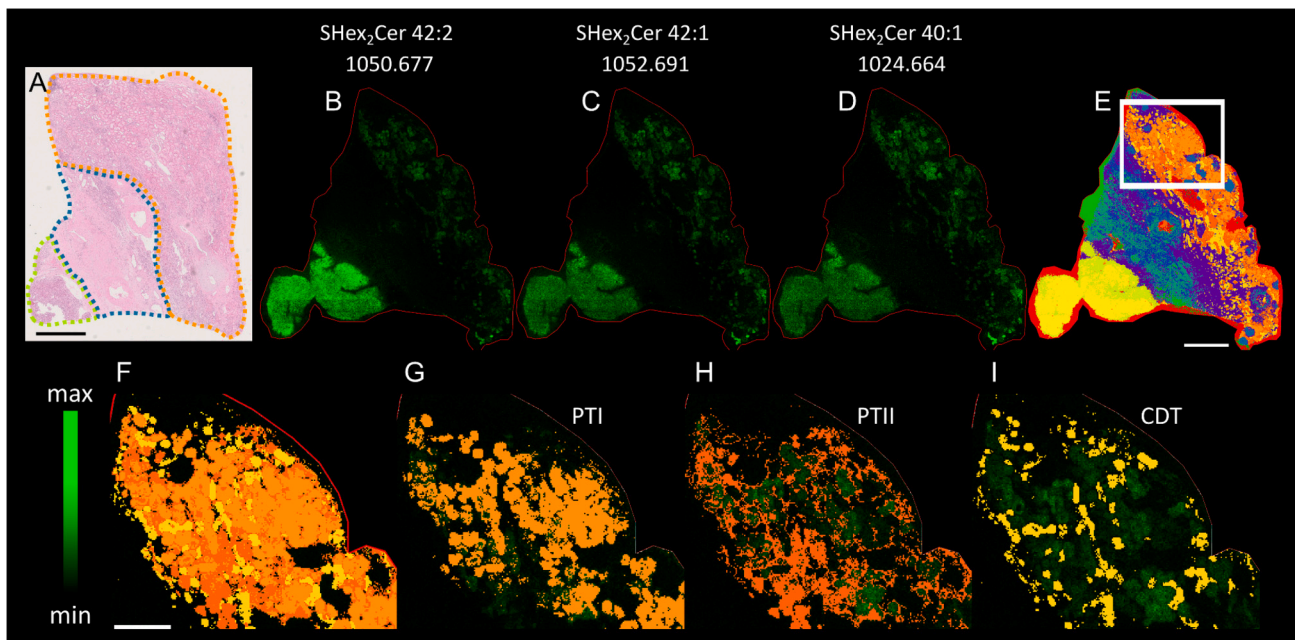 SHex₂Cer 42:2
1050.677
SHex₂Cer 42:1
1052.691
SHex₂Cer 40:1
1024.664
A
B
C
D
E
max
min
F
G
PTI
H
PTII
I
CDT